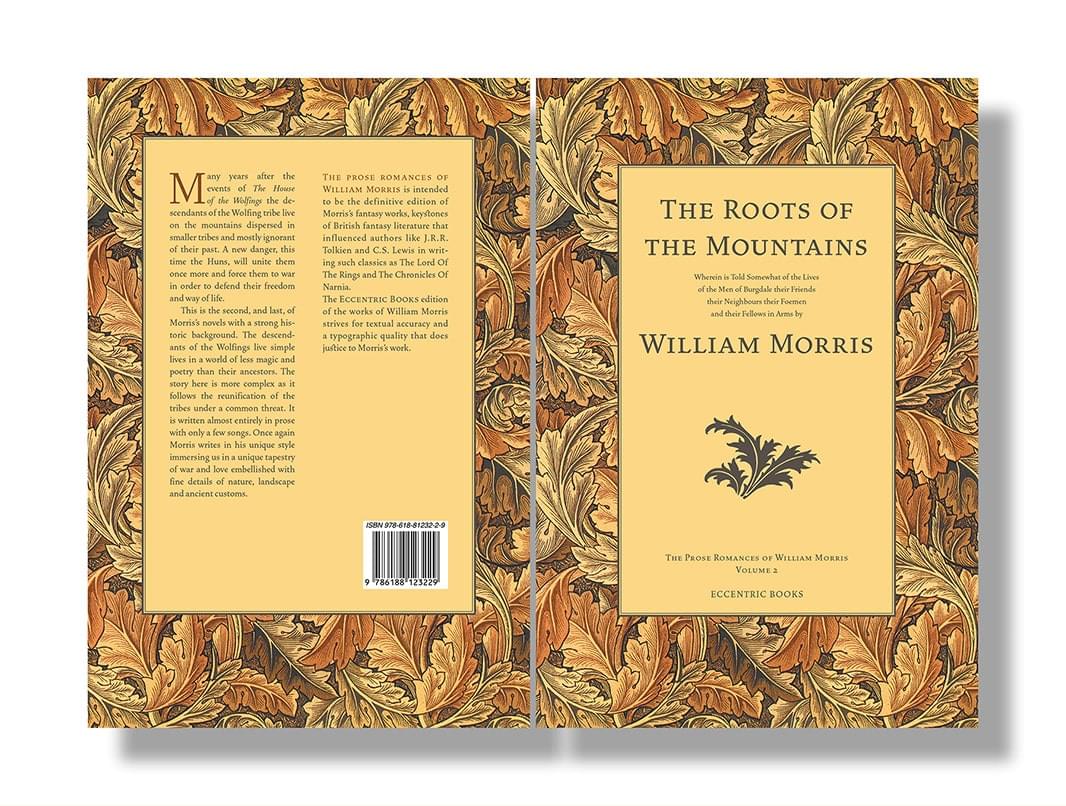 Many years after the
events of The House
of the Wolfings the de-
scendants of the Wolfing tribe live
on the mountains dispersed in
smaller tribes and mostly ignorant
of their past. A new danger, this
time the Huns, will unite them
once more and force them to war
in order to defend their freedom
and way of life.
This is the second, and last, of
Morris's novels with a strong his-
toric background. The descend-
ants of the Wolfings live simple
lives in a world of less magic and
poetry than their ancestors. The
story here is more complex as it
follows the reunification of the
tribes under a common threat. It
is written almost entirely in prose
with only a few songs. Once again
Morris writes in his unique style
immersing us in a unique tapestry
of war and love embellished with
fine details of nature, landscape
and ancient customs.
The prose romances of
William Morris is intended
to be the definitive edition of
Morris's fantasy works, keystones
of British fantasy literature that
influenced authors like J.R.R.
Tolkien and C.S. Lewis in writ-
ing such classics as The Lord Of
The Rings and The Chronicles Of
Narnia.
The Eccentric Books edition
of the works of William Morris
strives for textual accuracy and
a typographic quality that does
justice to Morris's work.
ISBN 978-618-81232-2-9
9 786188 123229
The Roots of
the Mountains
Wherein is Told Somewhat of the Lives
of the Men of Burgdale their Friends
their Neighbours their Foemen
and their Fellows in Arms by
William Morris
The Prose Romances of William Morris
Volume 2
ECCENTRIC BOOKS